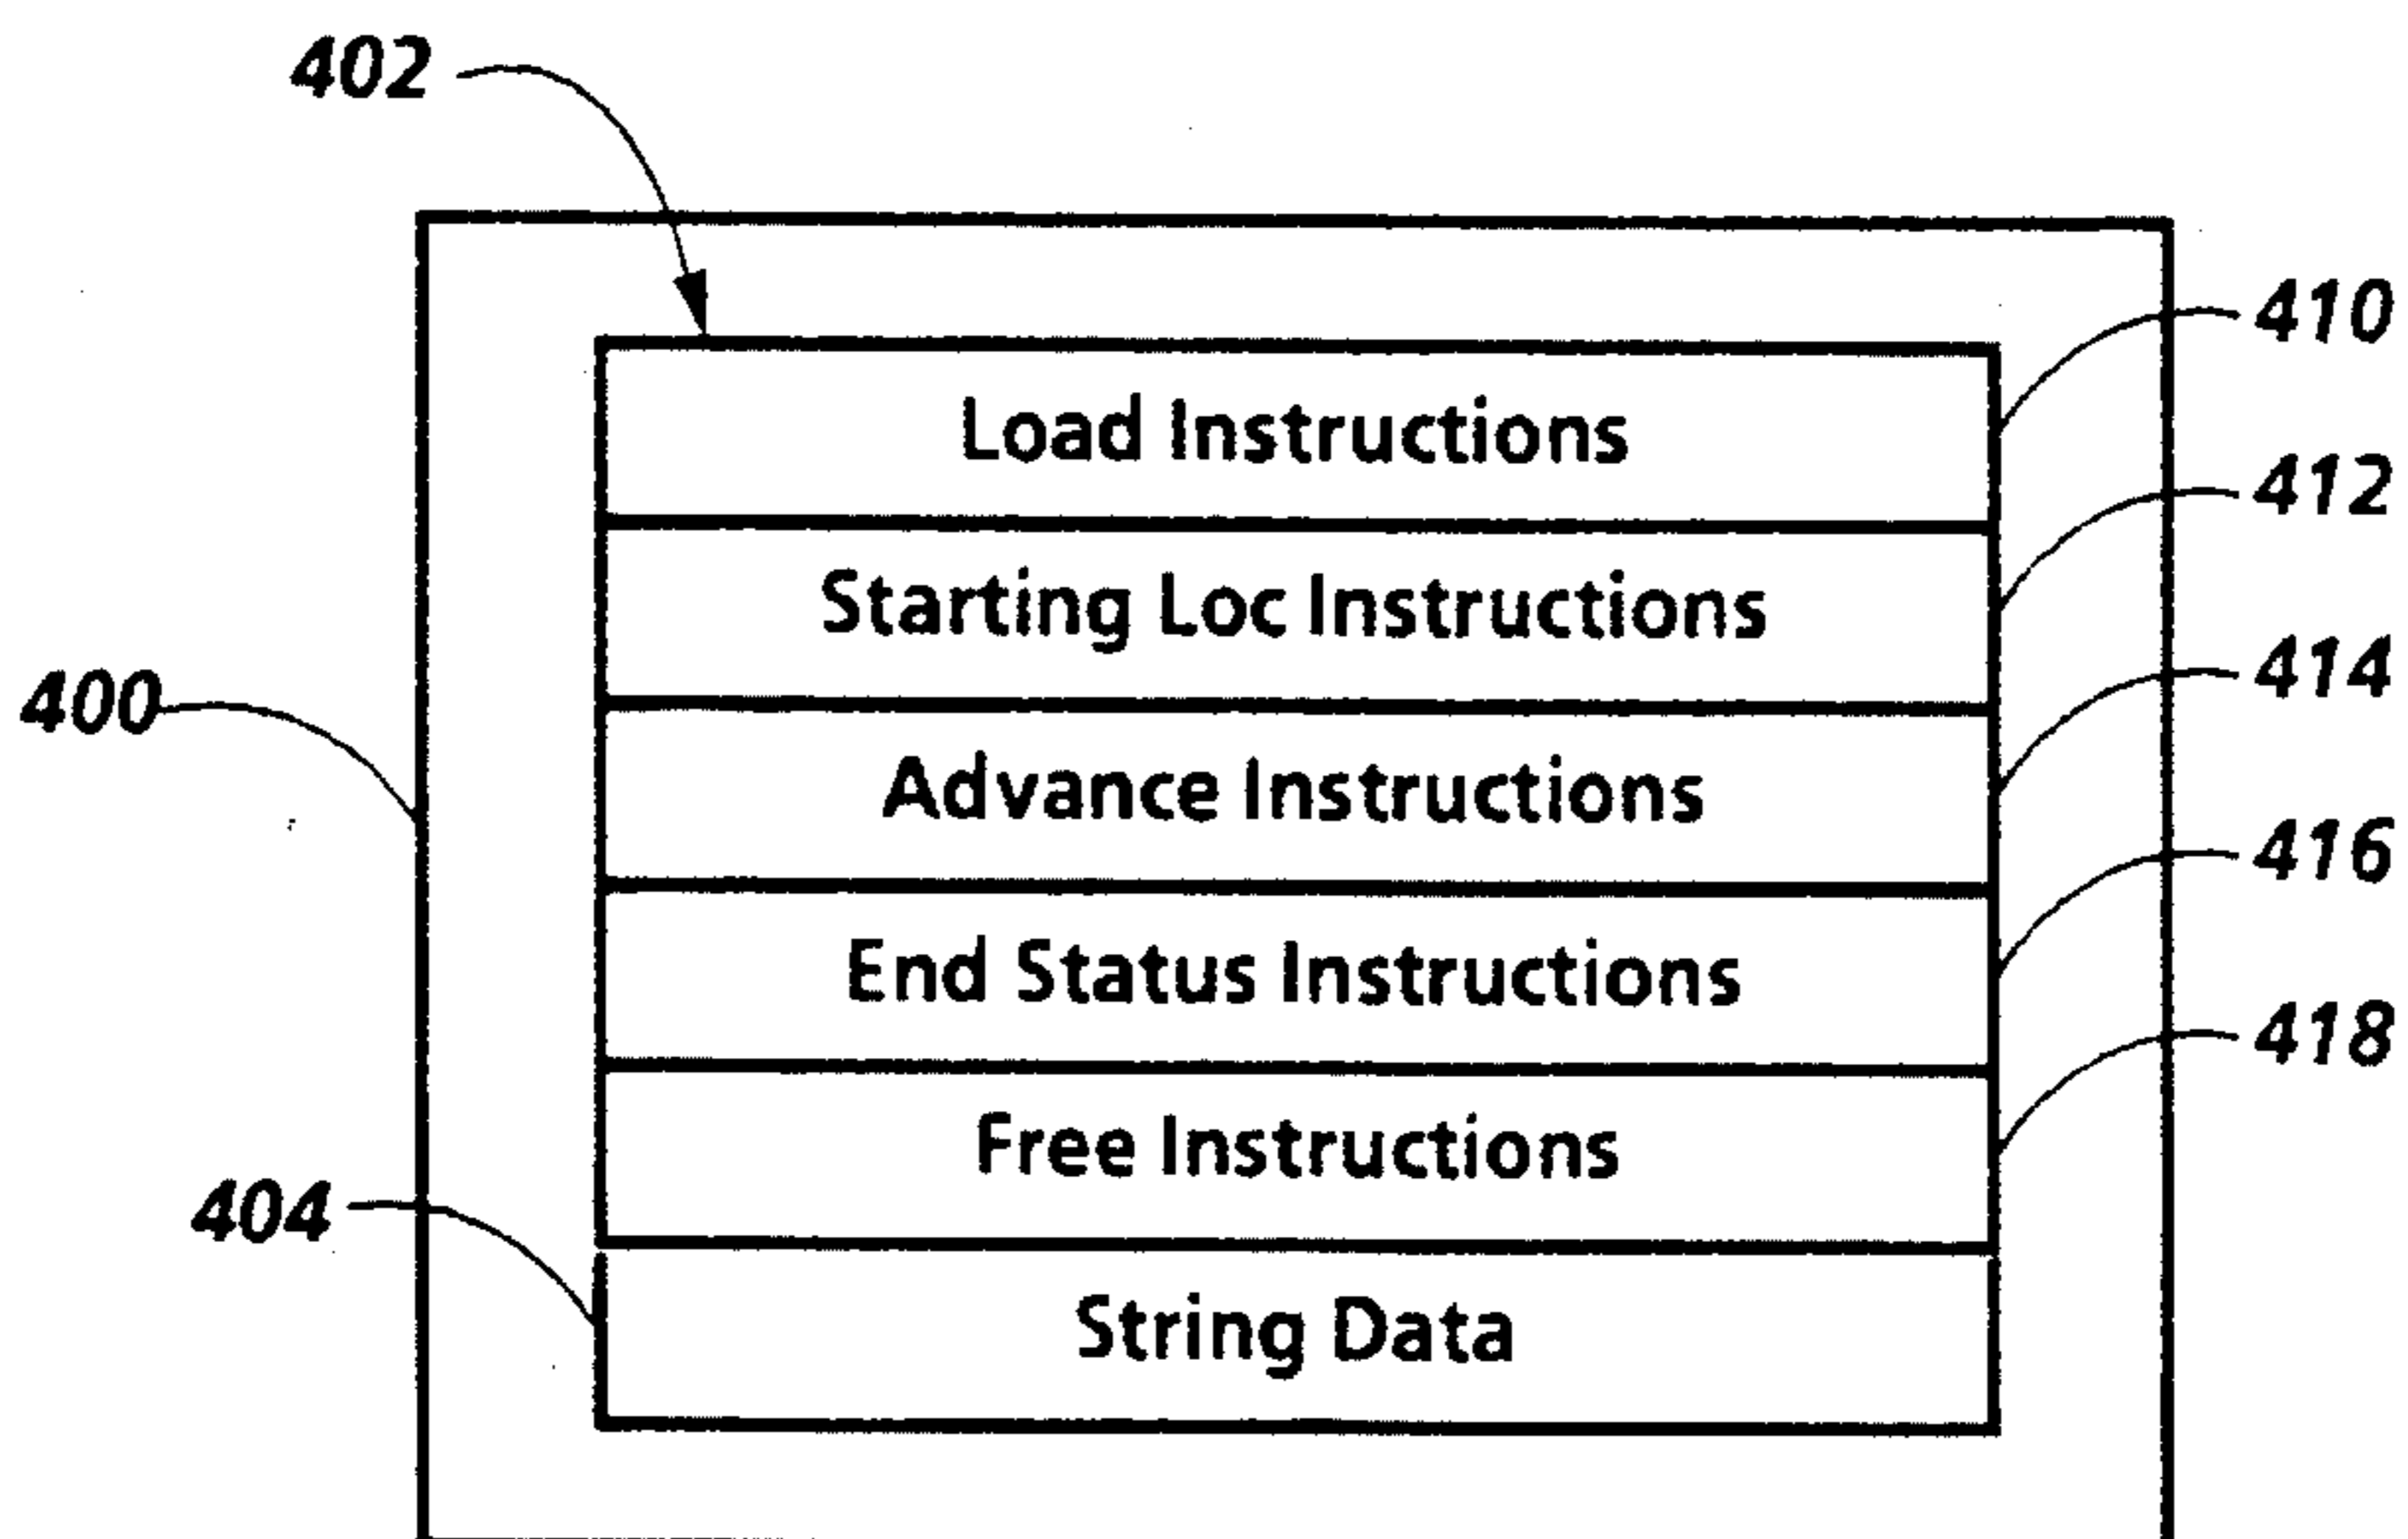 402
410
Load Instructions
412
Starting Loc Instructions
414
400
Advance Instructions
416
End Status Instructions
418
Free Instructions
404
String Data